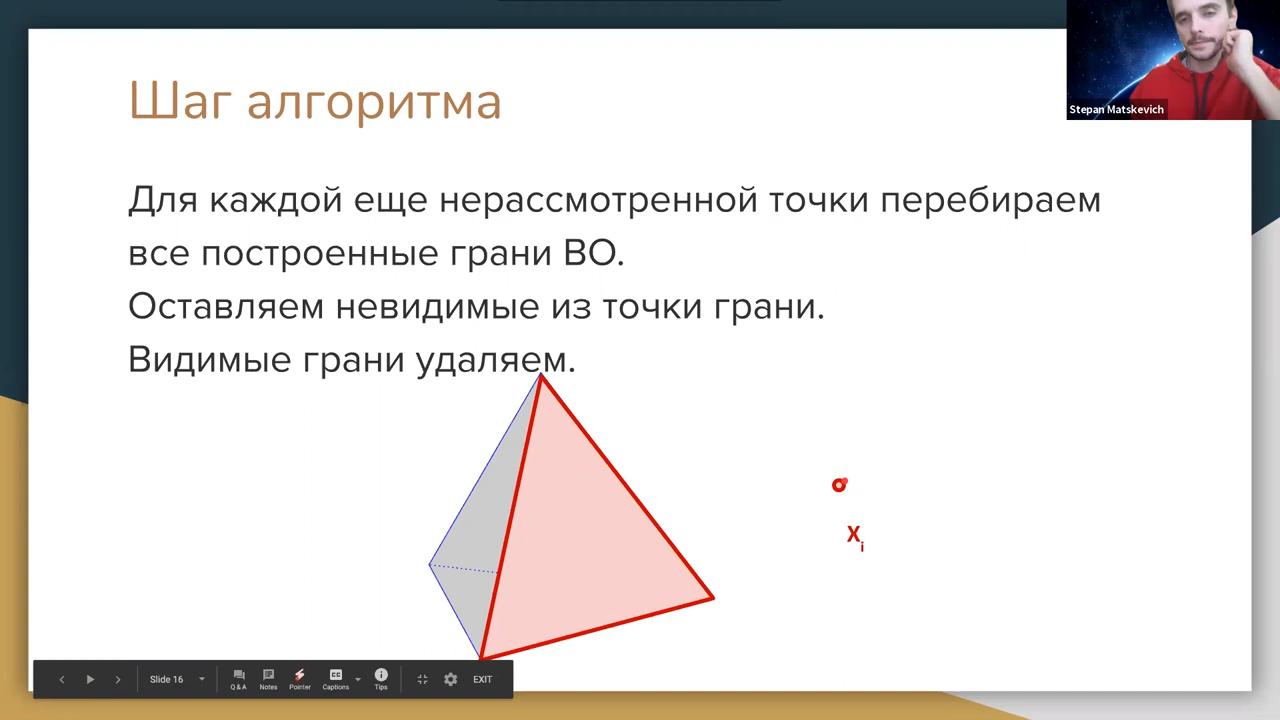 Шаг алгоритма
Stepan Matskevich
Для каждой еще нерассмотренной точки перебираем
все построенные грани ВО.
Оставляем невидимые из точки грани.
Видимые грани удаляем.
Xi
Slide 16
Q&A
Notes
Pointer
CC
Captions
Tips
EXIT